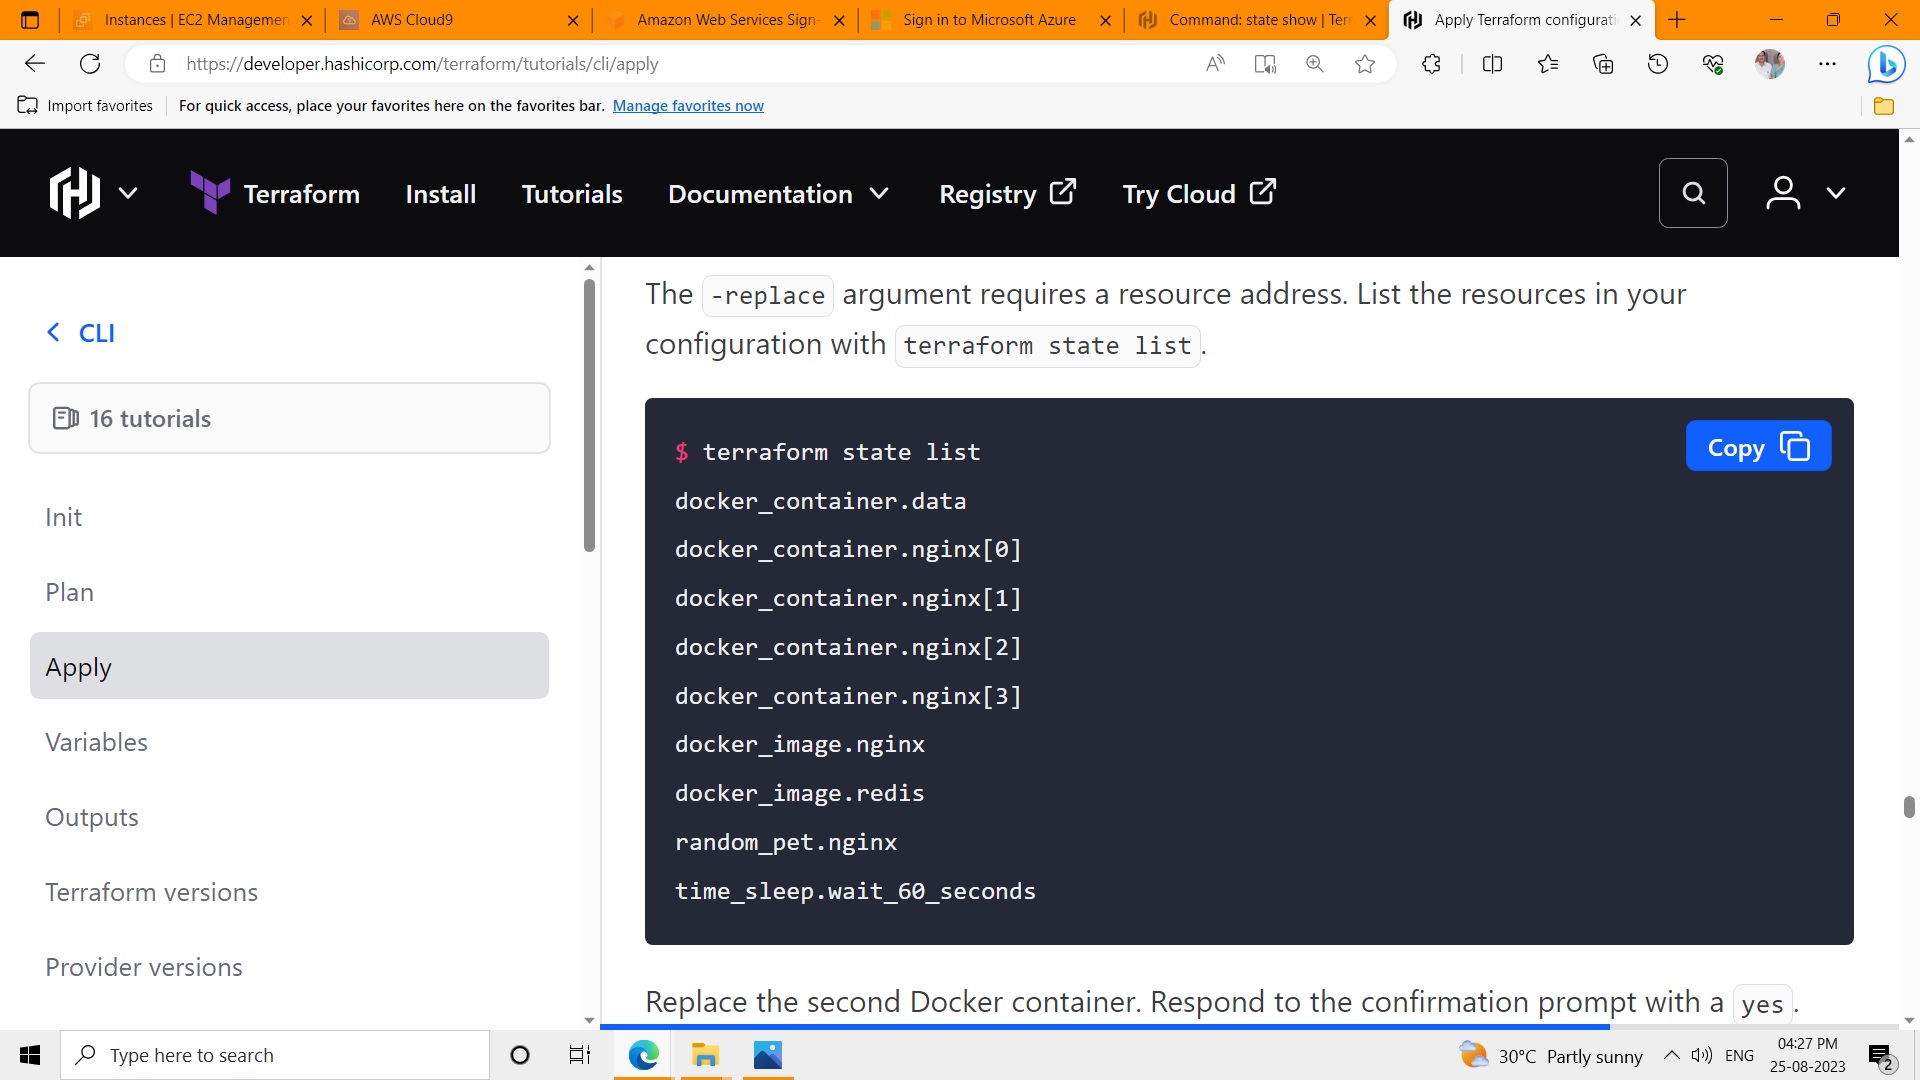 Instances | EC2 Managemen
AWS Cloud9
Amazon Web Services Sign-
Sign in to Microsoft Azure
Command: state show | Terr
Apply Terraform configurati
https://developer.hashicorp.com/terraform/tutorials/cli/apply
Import favorites
For quick access, place your favorites here on the favorites bar. Manage favorites now
Terraform
Install
Tutorials
Documentation
Registry
Try Cloud
CLI
16 tutorials
Init
Plan
Apply
Variables
Outputs
Terraform versions
Provider versions
The -replace argument requires a resource address. List the resources in your
configuration with terraform state list.
Copy
$ terraform state list
docker_container.data
docker_container.nginx[0]
docker_container.nginx[1]
docker_container.nginx[2]
docker_container.nginx[3]
docker_image.nginx
docker_image.redis
random_pet.nginx
time_sleep.wait_60_seconds
Replace the second Docker container. Respond to the confirmation prompt with a yes.
Type here to search
30°C Partly sunny
ENG
04:27 PM
25-08-2023
2